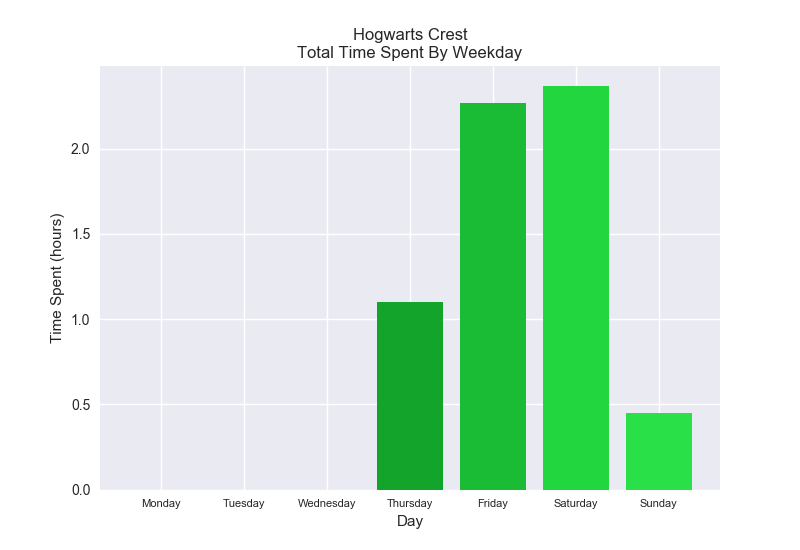 Hogwarts Crest
Total Time Spent By Weekday
Time Spent (hours)
2.0
1.5
1.0
0.5
0.0
Monday Tuesday Wednesday Thursday Friday Saturday Sunday
Day